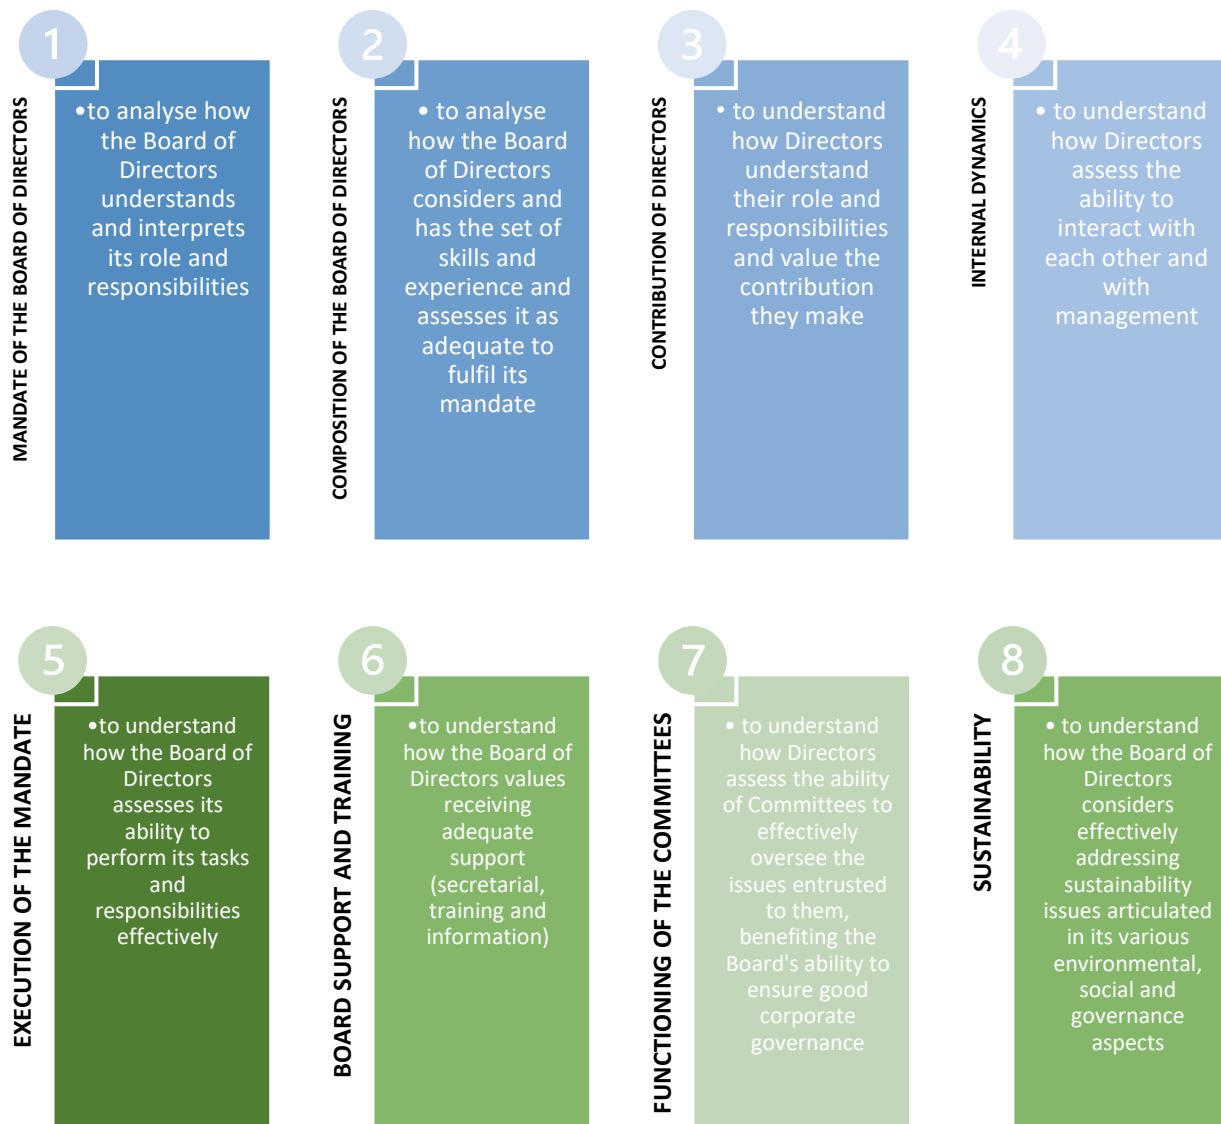 1
MANDATE OF THE BOARD OF DIRECTORS
•to analyse how
the Board of
Directors
understands
and interprets
its role and
responsibilities
2
COMPOSITION OF THE BOARD OF DIRECTORS
• to analyse
how the Board
of Directors
considers and
has the set of
skills and
experience and
assesses it as
adequate to
fulfil its
mandate
3
CONTRIBUTION OF DIRECTORS
• to understand
how Directors
understand
their role and
responsibilities
and value the
contribution
they make
4
INTERNAL DYNAMICS
• to understand
how Directors
assess the
ability to
interact with
each other and
with
management
5
EXECUTION OF THE MANDATE
•to understand
how the Board of
Directors
assesses its
ability to
perform its tasks
and
responsibilities
effectively
6
BOARD SUPPORT AND TRAINING
•to understand
how the Board of
Directors values
receiving
adequate
support
(secretarial,
training and
information)
7
FUNCTIONING OF THE COMMITTEES
• to understand
how Directors
assess the ability
of Committees to
effectively
oversee the
issues entrusted
to them,
benefiting the
Board's ability to
ensure good
corporate
governance
8
SUSTAINABILITY
• to understand
how the Board of
Directors
considers
effectively
addressing
sustainability
issues articulated
in its various
environmental,
social and
governance
aspects